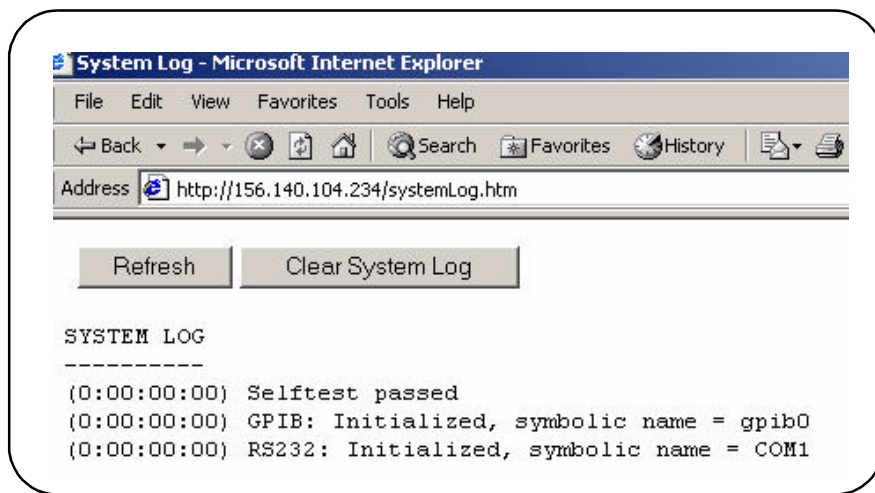 System Log - Microsoft Internet Explorer
File Edit View Favorites Tools Help
Back Search Favorites History
Address http://156.140.104.234/systemLog.htm
Refresh Clear System Log
SYSTEM LOG
----------
(0:00:00:00) Selftest passed
(0:00:00:00) GPIB: Initialized, symbolic name = gpib0
(0:00:00:00) RS232: Initialized, symbolic name = COM1